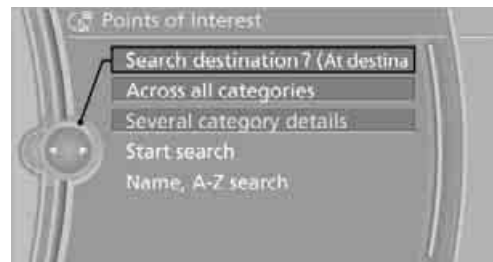 Points of Interest
Search destination? (At destina
Across all categories
Several category details
Start search
Name, A-Z search